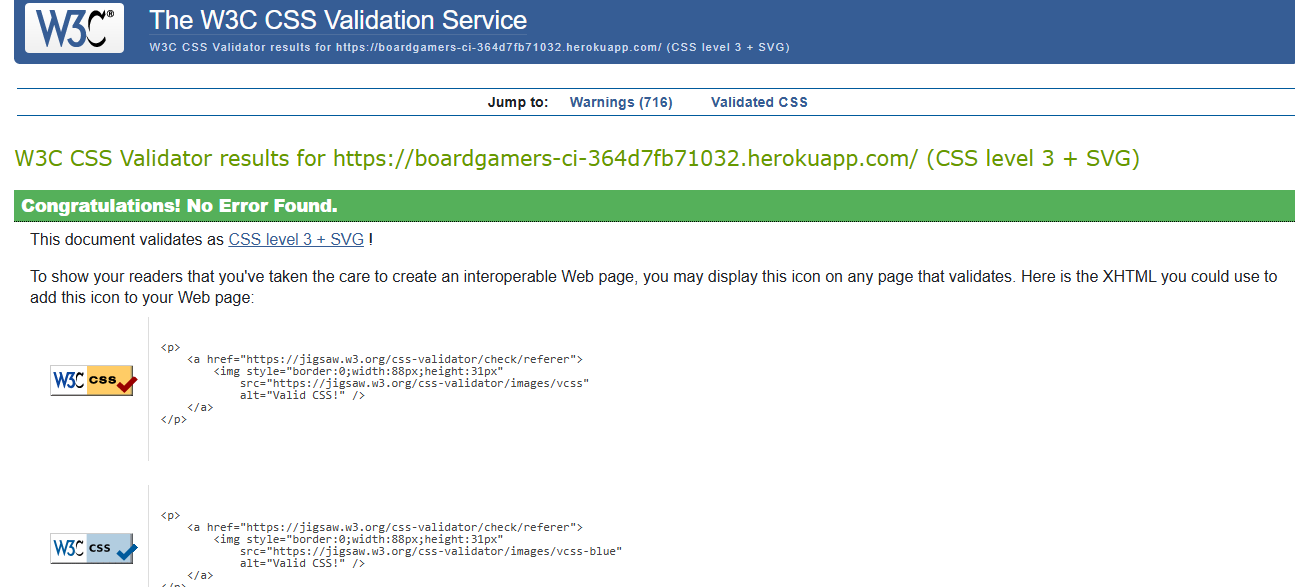 W3C®
The W3C CSS Validation Service
W3C CSS Validator results for https://boardgamers-ci-364d7fb71032.herokuapp.com/ (CSS level 3 + SVG)
Jump to: Warnings (716) Validated CSS
W3C CSS Validator results for https://boardgamers-ci-364d7fb71032.herokuapp.com/ (CSS level 3 + SVG)
Congratulations! No Error Found.
This document validates as CSS level 3 + SVG !
To show your readers that you've taken the care to create an interoperable Web page, you may display this icon on any page that validates. Here is the XHTML you could use to
add this icon to your Web page:
W3C css
<p>
<a href="https://jigsaw.w3.org/css-validator/check/referer">
<img style="border:0;width:88px;height:31px"
src="https://jigsaw.w3.org/css-validator/images/vcss"
alt="Valid CSS!" />
</a>
</p>
W3C css
<p>
<a href="https://jigsaw.w3.org/css-validator/check/referer">
<img style="border:0;width:88px;height:31px"
src="https://jigsaw.w3.org/css-validator/images/vcss-blue"
alt="Valid CSS!" />
</a>
</p>